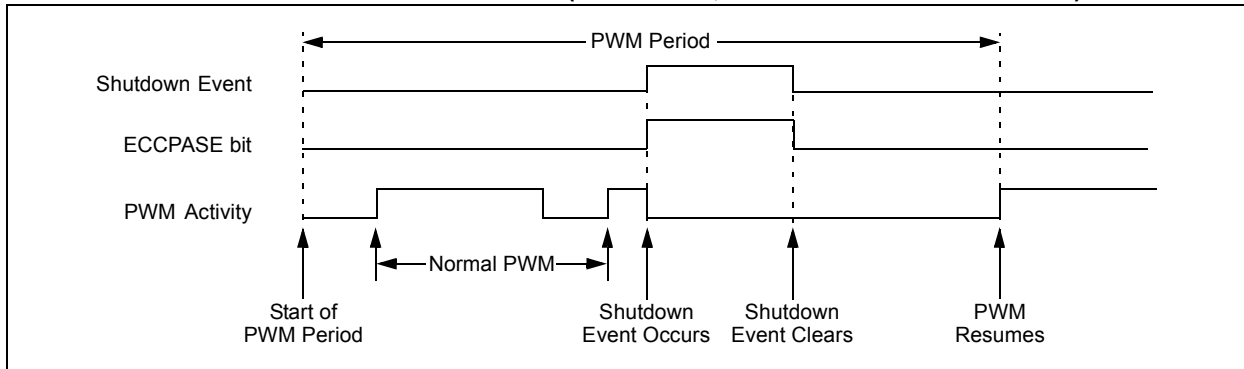 PWM Period
Shutdown Event
ECCPASE bit
PWM Activity
Normal PWM
Start of
PWM Period
Shutdown
Event Occurs
Shutdown
Event Clears
PWM
Resumes